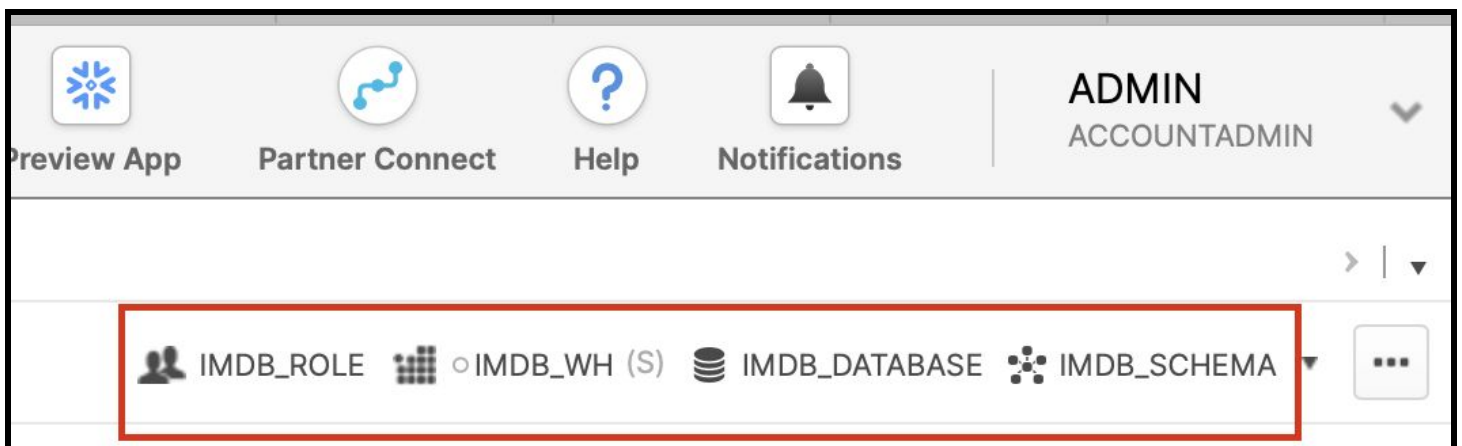 Preview App
Partner Connect
Help
Notifications
ADMIN
ACCOUNTADMIN
IMDB_ROLE IMDB_WH (S) IMDB_DATABASE IMDB_SCHEMA